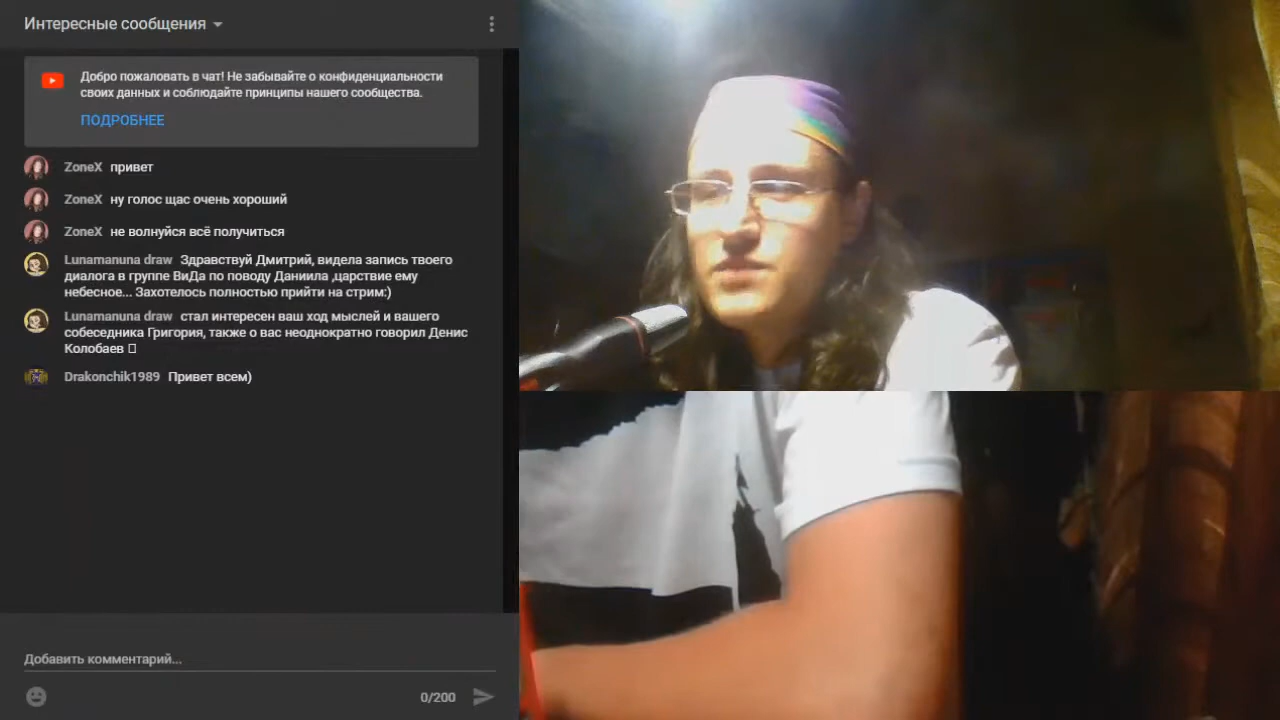 Интересные сообщения
Добро пожаловать в чат! Не забывайте о конфиденциальности
своих данных и соблюдайте принципы нашего сообщества.
ПОДРОБНЕЕ
ZoneX привет
ZoneX ну голос щас очень хороший
ZoneX не волнуйся всё получиться
Lunamanuna draw Здравствуй Дмитрий, видела запись твоего
диалога в группе ВиДа по поводу Даниила ,царствие ему
небесное... Захотелось полностью прийти на стрим:)
Lunamanuna draw стал интересен ваш ход мыслей и вашего
собеседника Григория, также о вас неоднократно говорил Денис
Колобаев
Drakonchik1989 Привет всем)
Добавить комментарий...
0/200